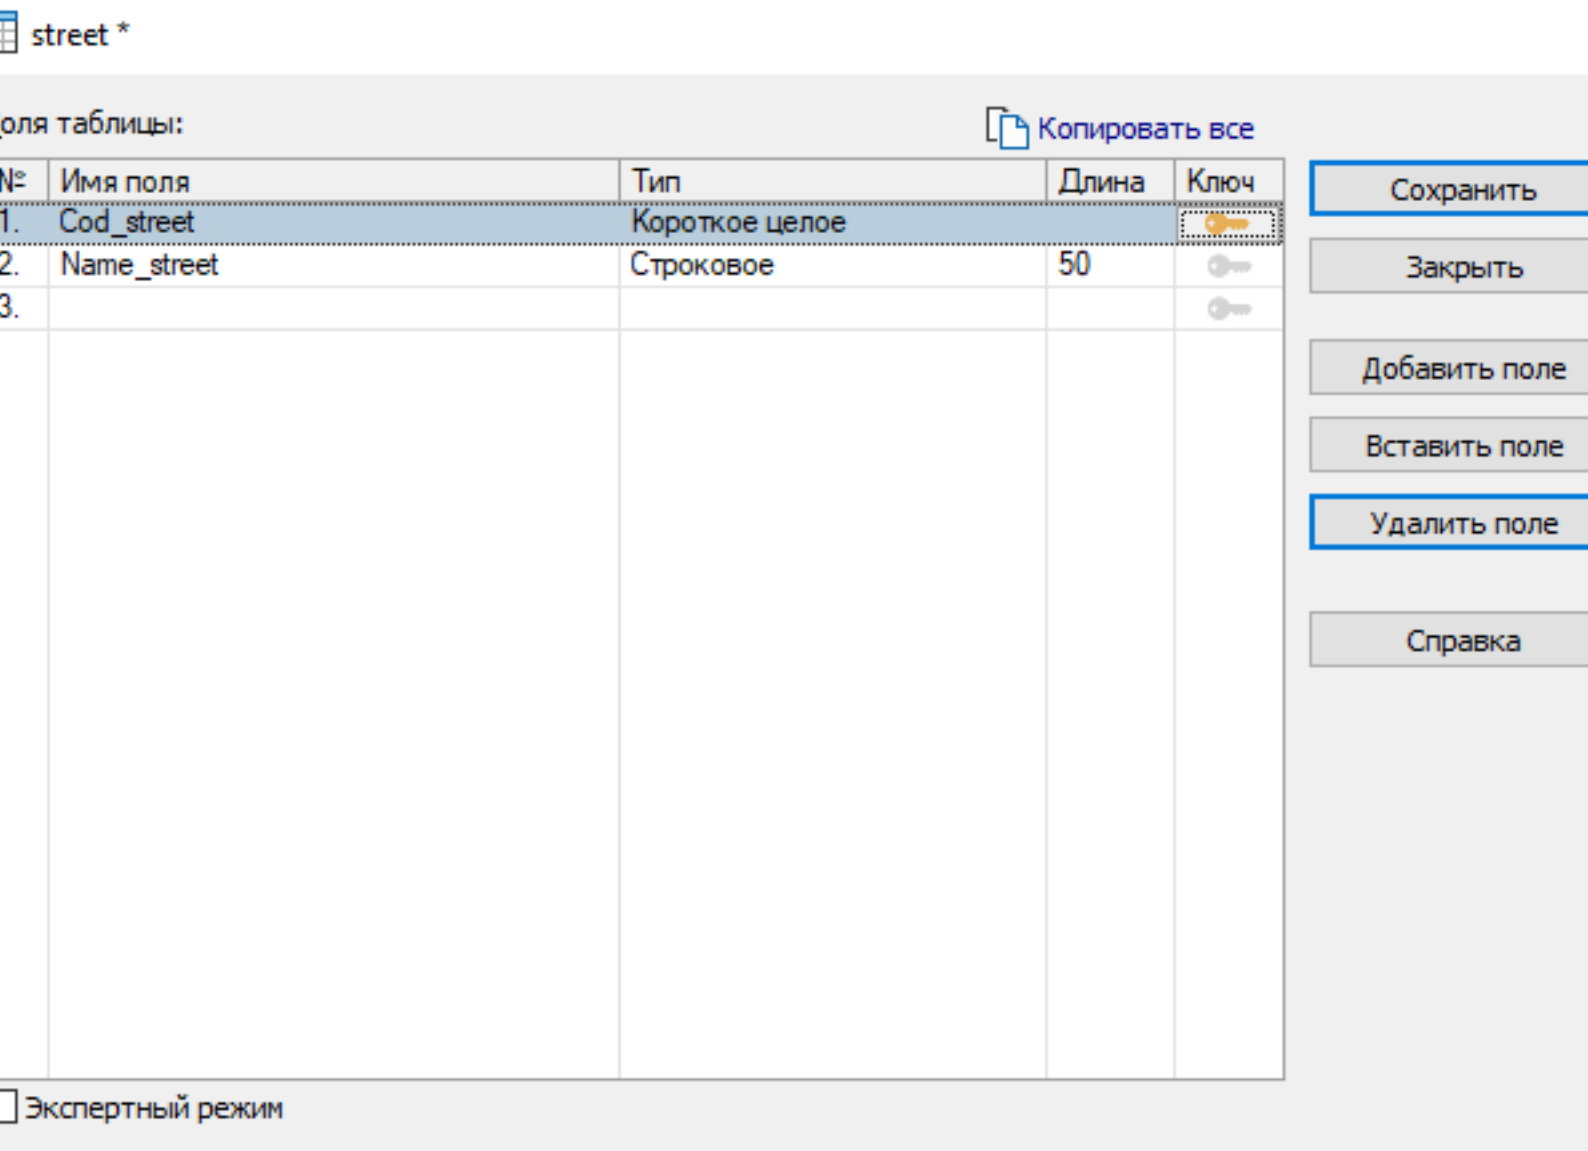 street *
оля таблицы:
Копировать все
№ Имя поля Тип Длина Ключ
1. Cod_street Короткое целое
2. Name_street Строковое 50
3.
Сохранить
Закрыть
Добавить поле
Вставить поле
Удалить поле
Справка
Экспертный режим